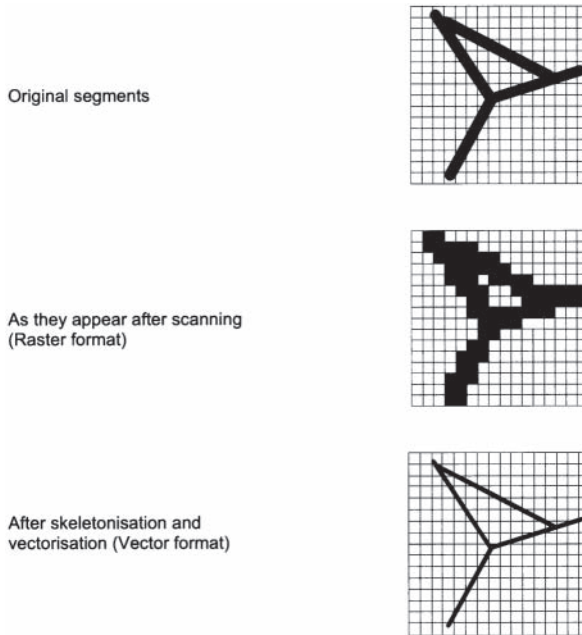 Original segments
As they appear after scanning
(Raster format)
After skeletonisation and
vectorisation (Vector format)